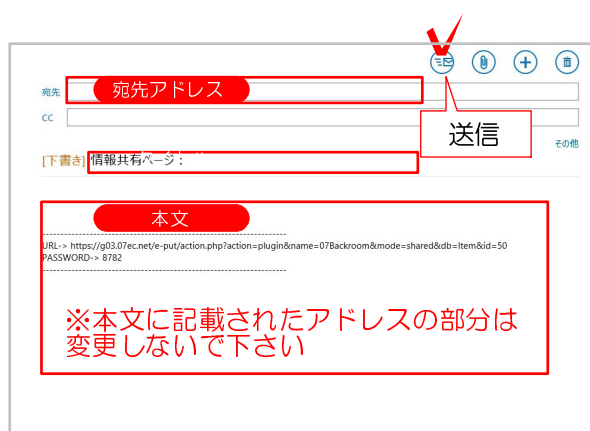 宛先
宛先アドレス
CC
送信
その他
[下書き] 情報共有ページ：
本文
----------------------------------------------------------------------
URL-> https://g03.07ec.net/e-put/action.php?action=plugin&name=07Backroom&mode=shared&db=Item&id=50
PASSWORD-> 8782
----------------------------------------------------------------------
※本文に記載されたアドレスの部分は
変更しないで下さい